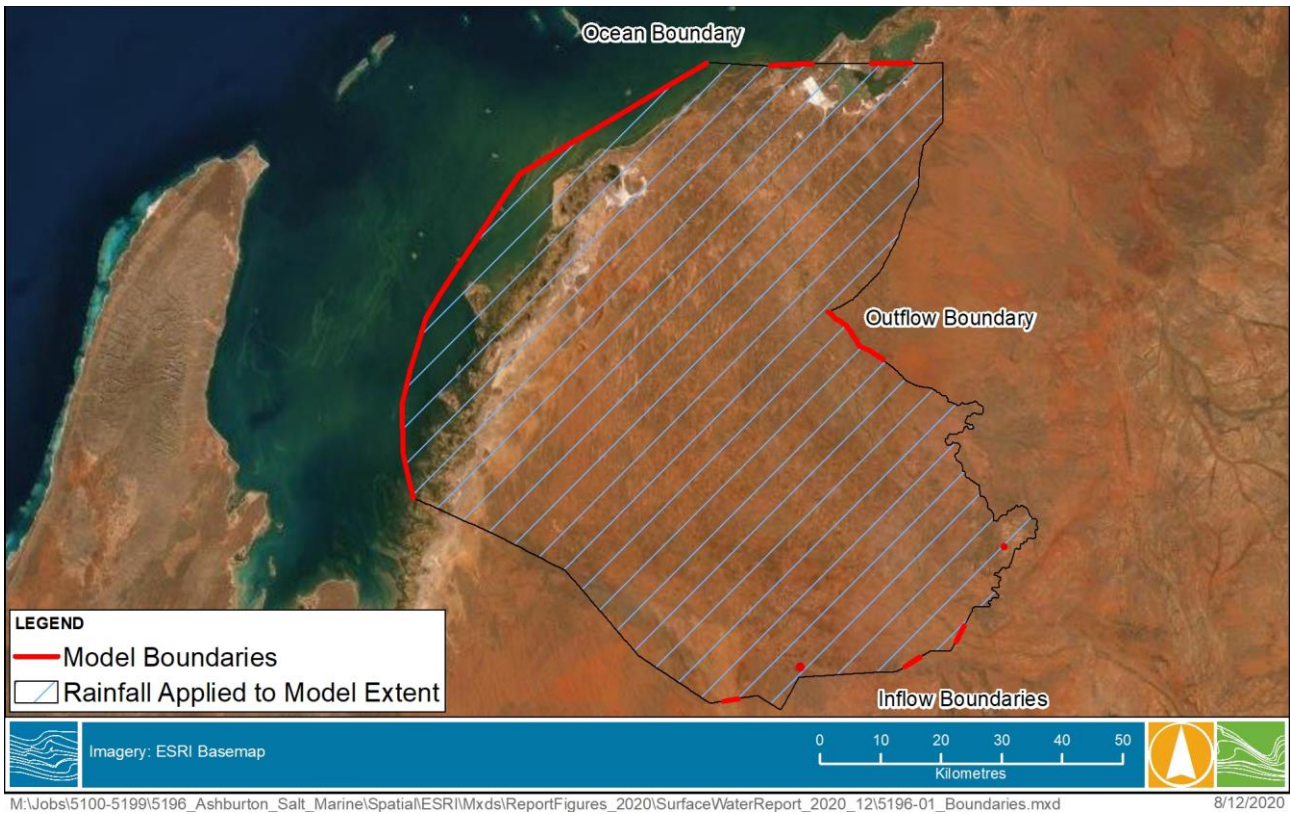 Ocean Boundary
Outflow Boundary
Inflow Boundaries
LEGEND
Model Boundaries
Rainfall Applied to Model Extent
Imagery: ESRI Basemap
0 10 20 30 40 50
Kilometres
M:\Jobs\5100-5199\5196_Ashburton_Salt_Marine\Spatial\ESRI\Mxds\ReportFigures_2020\SurfaceWaterReport_2020_12\5196-01_Boundaries.mxd
8/12/2020